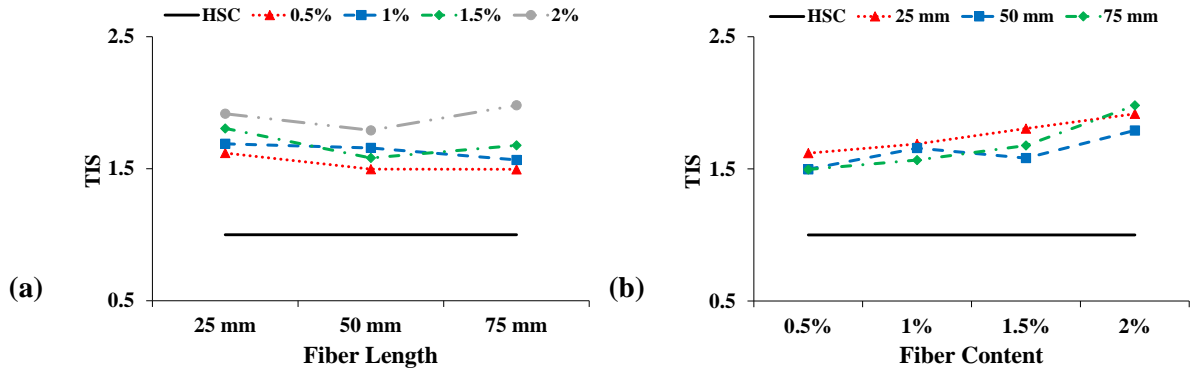 HSC 0.5% 1% 1.5% 2%
2.5
1.5
0.5
TIS
25 mm 50 mm 75 mm
Fiber Length
(a)
HSC 25 mm 50 mm 75 mm
2.5
1.5
0.5
TIS
0.5% 1% 1.5% 2%
Fiber Content
(b)